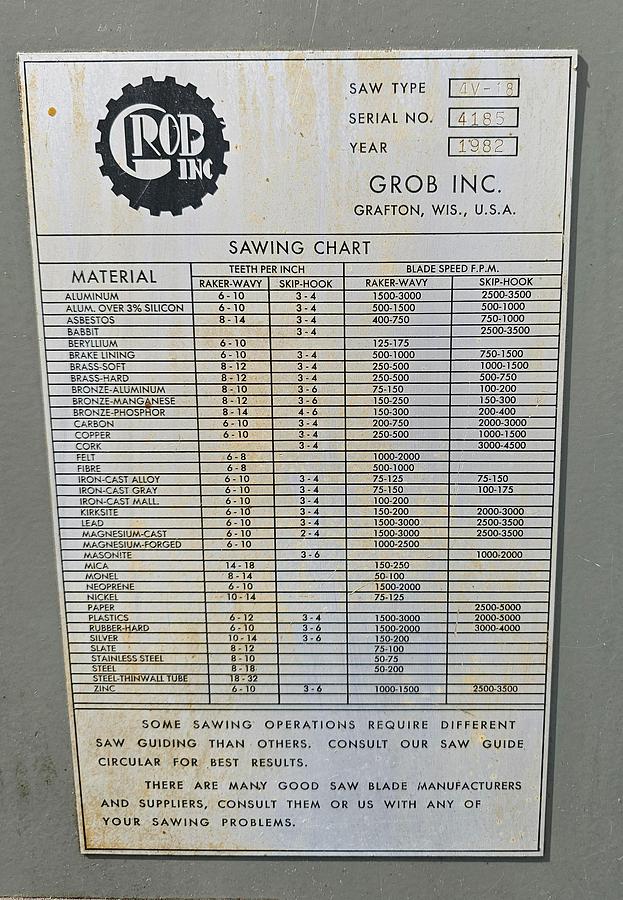 GROB INC
SAW TYPE 4V-18
SERIAL NO. 4185
YEAR 1982
GROB INC.
GRAFTON, WIS., U.S.A.
SAWING CHART
MATERIAL TEETH PER INCH BLADE SPEED F.P.M.
RAKER-WAVY SKIP-HOOK RAKER-WAVY SKIP-HOOK
ALUMINUM 6-10 3-4 1500-3000 2500-3500
ALUM. OVER 3% SILICON 6-10 3-4 500-1500 500-1000
ASBESTOS 8-14 3-4 400-750 750-1000
BABBIT 3-4 2500-3500
BERYLLIUM 6-10 125-175
BRAKE LINING 6-10 3-4 500-1000 750-1500
BRASS-SOFT 8-12 3-4 250-500 1000-1500
BRASS-HARD 8-12 3-4 250-500 500-750
BRONZE-ALUMINUM 8-10 3-6 75-150 100-200
BRONZE-MANGANESE 8-12 3-6 150-250 150-300
BRONZE-PHOSPHOR 8-14 4-6 150-300 200-400
CARBON 6-10 3-4 200-750 2000-3000
COPPER 6-10 3-4 250-500 1000-1500
CORK 3-4 3000-4500
FELT 6-8 1000-2000
FIBRE 6-8 500-1000
IRON-CAST ALLOY 6-10 3-4 75-125 75-150
IRON-CAST GRAY 6-10 3-4 75-150 100-175
IRON-CAST MALL. 6-10 3-4 100-200
KIRKSITE 6-10 3-4 150-200 2000-3000
LEAD 6-10 3-4 1500-3000 2500-3500
MAGNESIUM-CAST 6-10 2-4 1500-3000 2500-3500
MAGNESIUM-FORGED 6-10 1000-2500
MASONITE 3-6 1000-2000
MICA 14-18 150-250
MONEL 8-14 50-100
NEOPRENE 6-10 1500-2000
NICKEL 10-14 75-125
PAPER 2500-5000
PLASTICS 6-12 3-4 1500-3000 2000-5000
RUBBER-HARD 6-10 3-6 1500-2000 3000-4000
SILVER 10-14 3-6 150-200
SLATE 8-12 75-100
STAINLESS STEEL 8-10 50-75
STEEL 8-18 50-200
STEEL-THINWALL TUBE 18-32
ZINC 6-10 3-6 1000-1500 2500-3500
SOME SAWING OPERATIONS REQUIRE DIFFERENT
SAW GUIDING THAN OTHERS. CONSULT OUR SAW GUIDE
CIRCULAR FOR BEST RESULTS.
THERE ARE MANY GOOD SAW BLADE MANUFACTURERS
AND SUPPLIERS, CONSULT THEM OR US WITH ANY OF
YOUR SAWING PROBLEMS.